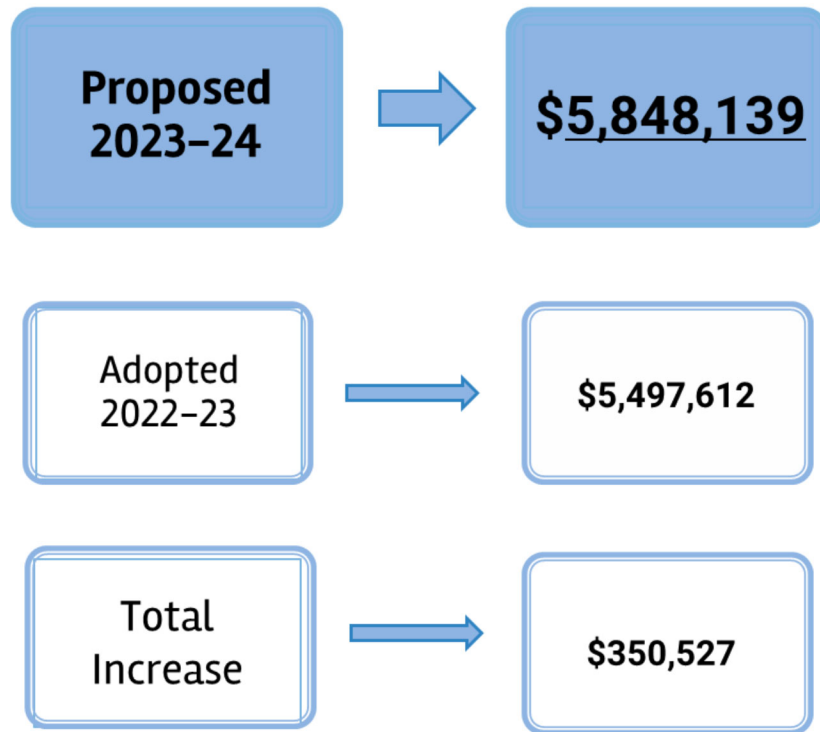 Proposed
2023–24
$5,848,139
Adopted
2022–23
$5,497,612
Total
Increase
$350,527